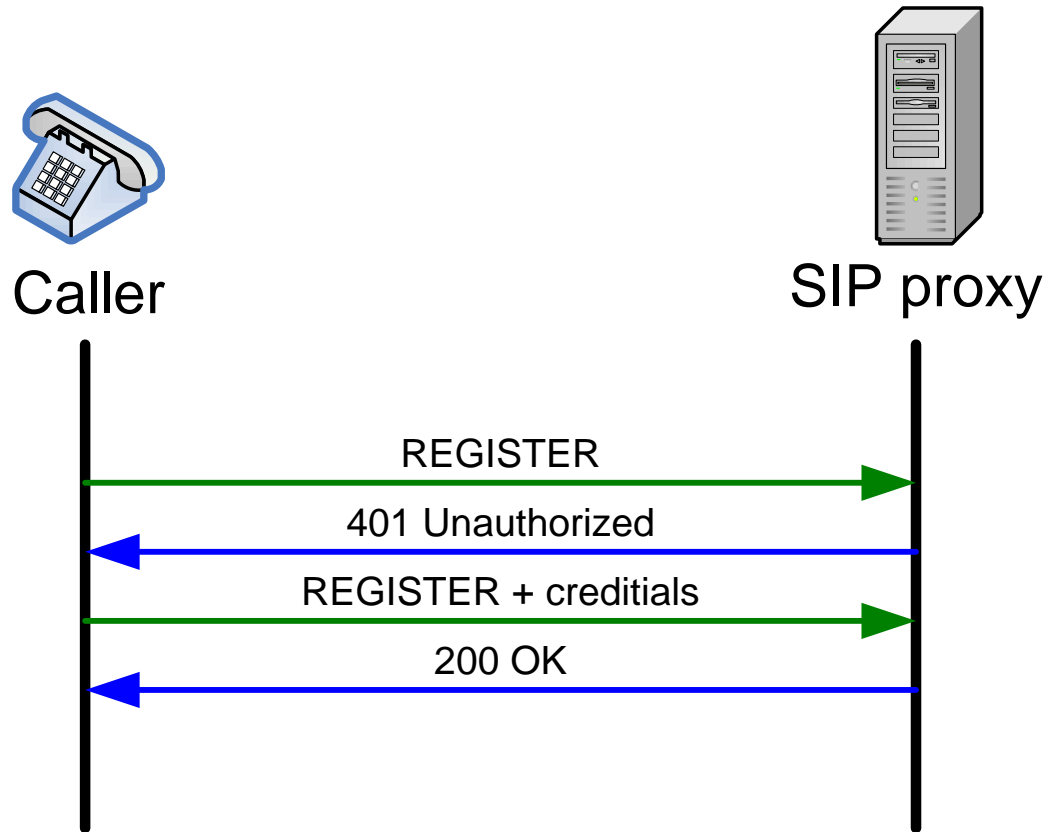 Caller
SIP proxy
REGISTER
401 Unauthorized
REGISTER + creditials
200 OK